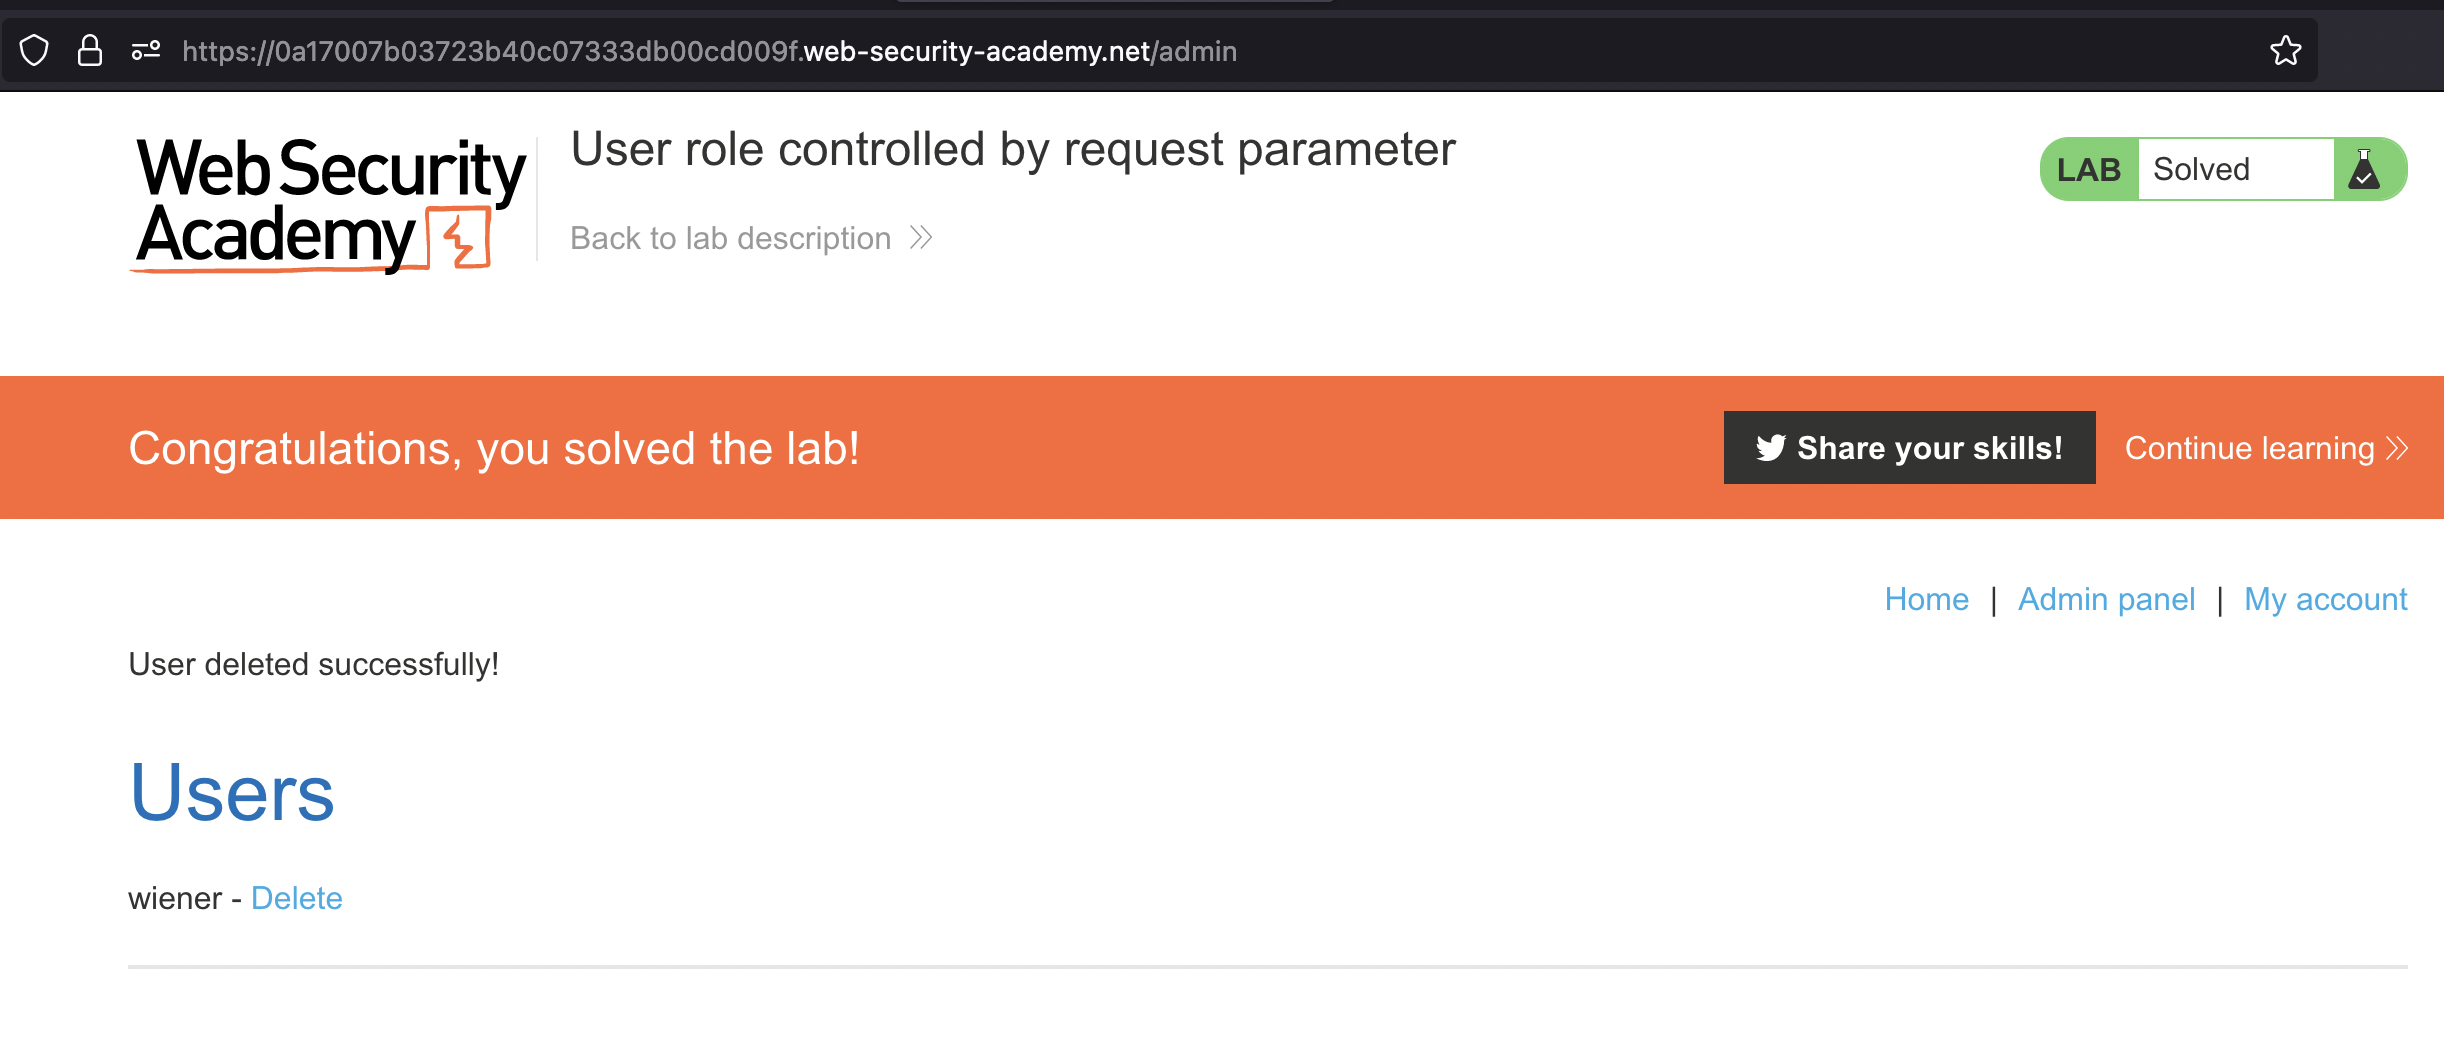 https://0a17007b03723b40c07333db00cd009f.web-security-academy.net/admin
Web Security
Academy
User role controlled by request parameter
Back to lab description
LAB Solved
Congratulations, you solved the lab!
Share your skills!
Continue learning
Home | Admin panel | My account
User deleted successfully!
Users
wiener - Delete